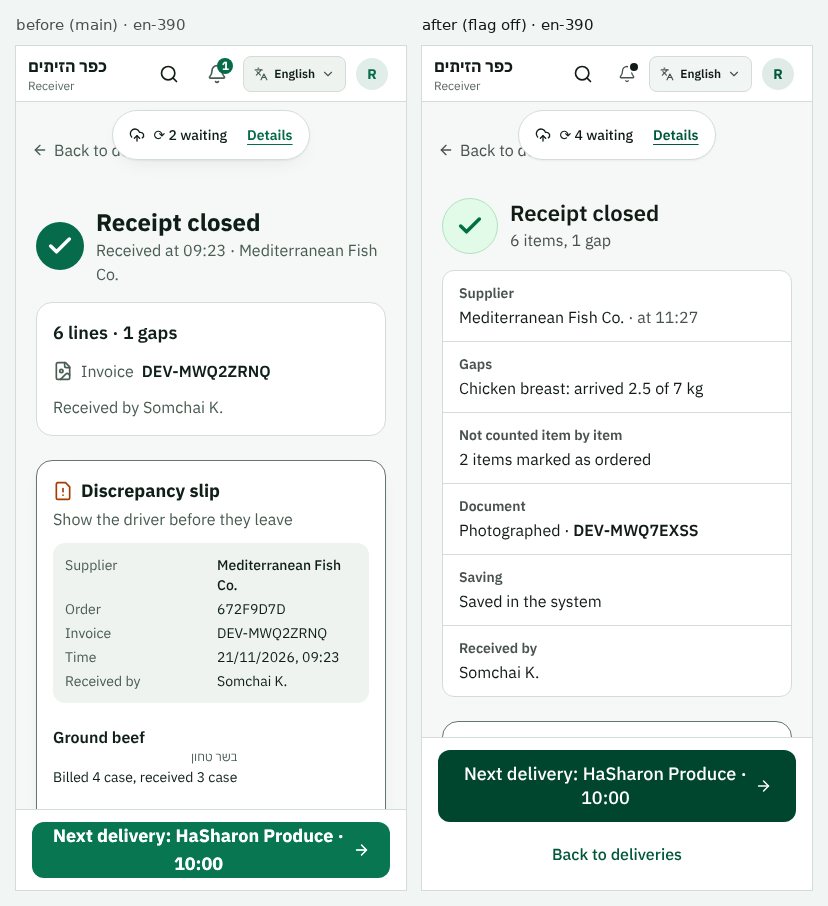 before (main) · en-390
כפר הזיתים
Receiver
1
English
R
⟳ 2 waiting Details
← Back to d
Receipt closed
Received at 09:23 · Mediterranean Fish
Co.
6 lines · 1 gaps
Invoice DEV-MWQ2ZRNQ
Received by Somchai K.
Discrepancy slip
Show the driver before they leave
Supplier Mediterranean Fish
Co.
Order 672F9D7D
Invoice DEV-MWQ2ZRNQ
Time 21/11/2026, 09:23
Received by Somchai K.
Ground beef
בשר טחון
Billed 4 case, received 3 case
Next delivery: HaSharon Produce ·
10:00 →
after (flag off) · en-390
כפר הזיתים
Receiver
English
R
⟳ 4 waiting Details
← Back to d
Receipt closed
6 items, 1 gap
Supplier
Mediterranean Fish Co. · at 11:27
Gaps
Chicken breast: arrived 2.5 of 7 kg
Not counted item by item
2 items marked as ordered
Document
Photographed · DEV-MWQ7EXSS
Saving
Saved in the system
Received by
Somchai K.
Next delivery: HaSharon Produce ·
10:00 →
Back to deliveries